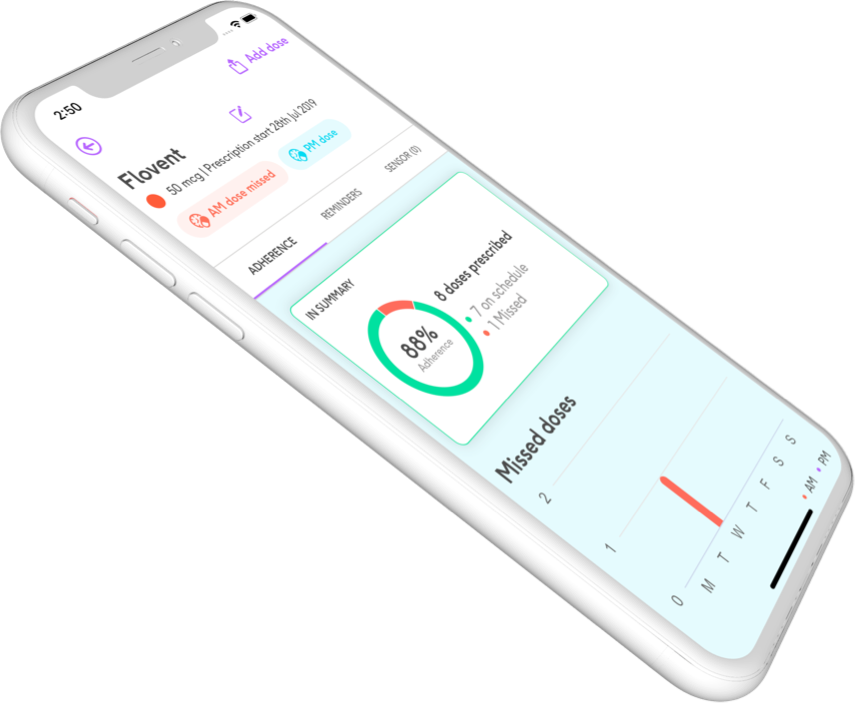 2:50
Add dose
Flovent
50 mcg | Prescription start 28th Jul, 2019
AM dose missed
PM dose
ADHERENCE
REMINDERS
SENSOR (0)
IN SUMMARY
88%
Adherence
8 doses prescribed
7 on schedule
1 Missed
Missed doses
2
1
0
M T W T F S S
AM PM